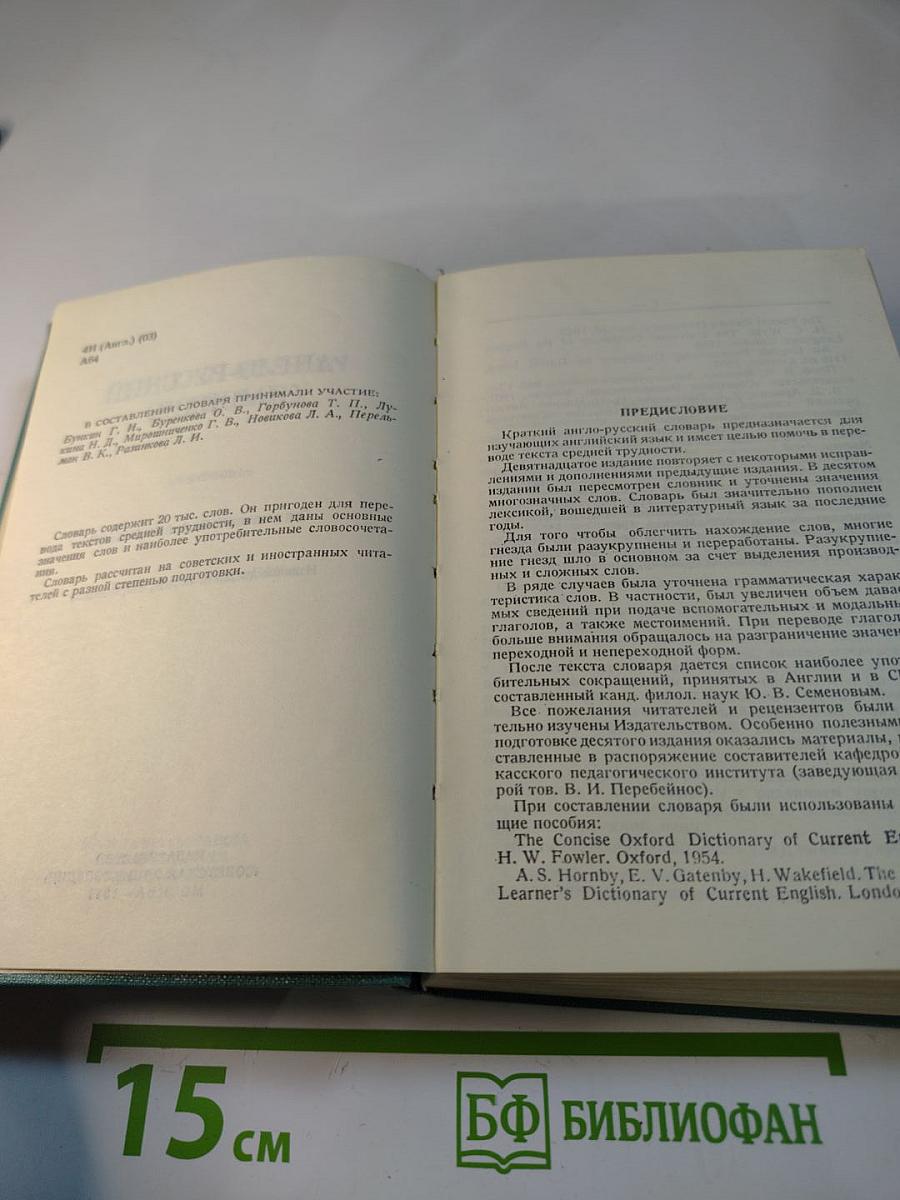 4И (Англ.) (03)
А64
В СОСТАВЛЕНИИ СЛОВАРЯ ПРИНИМАЛИ УЧАСТИЕ:
Бункин Г. И., Буренкова О. В., Горбунова Т. П., Лу-
кина Н. Д., Мирошниченко Г. В., Новикова Л. А., Перель-
ман В. К., Разинкова Л. И.
Словарь содержит 20 тыс. слов. Он пригоден для пере-
вода текстов средней трудности, в нем даны основные
значения слов и наиболее употребительные словосочета-
ния.
Словарь рассчитан на советских и иностранных чита-
телей с разной степенью подготовки.
ПРЕДИСЛОВИЕ
Краткий англо-русский словарь предназначается для
изучающих английский язык и имеет целью помочь в пере-
воде текста средней трудности.
Девятнадцатое издание повторяет с некоторыми исправ-
лениями и дополнениями предыдущие издания. В десятом
издании был пересмотрен словник и уточнены значения
многозначных слов. Словарь был значительно пополнен
лексикой, вошедшей в литературный язык за последние
годы.
Для того чтобы облегчить нахождение слов, многие
гнезда были разукрупнены и переработаны. Разукрупне-
ние гнезд шло в основном за счет выделения производ-
ных и сложных слов.
В ряде случаев была уточнена грамматическая харак
теристика слов. В частности, был увеличен объем давае
мых сведений при подаче вспомогательных и модальны
глаголов, а также местоимений. При переводе глагол
больше внимания обращалось на разграничение значен
переходной и непереходной форм.
После текста словаря дается список наиболее упот
бительных сокращений, принятых в Англии и в С
составленный канд. филол. наук Ю. В. Семеновым.
Все пожелания читателей и рецензентов были
тельно изучены Издательством. Особенно полезными
подготовке десятого издания оказались материалы,
ставленные в распоряжение составителей кафедро
касского педагогического института (заведующая
рой тов. В. И. Перебейнос).
При составлении словаря были использованы
щие пособия:
The Concise Oxford Dictionary of Current E
H. W. Fowler. Oxford, 1954.
A. S. Hornby, E. V. Gatenby, H. Wakefield. The
Learner's Dictionary of Current English. Londo
15 см
БФ БИБЛИОФАН